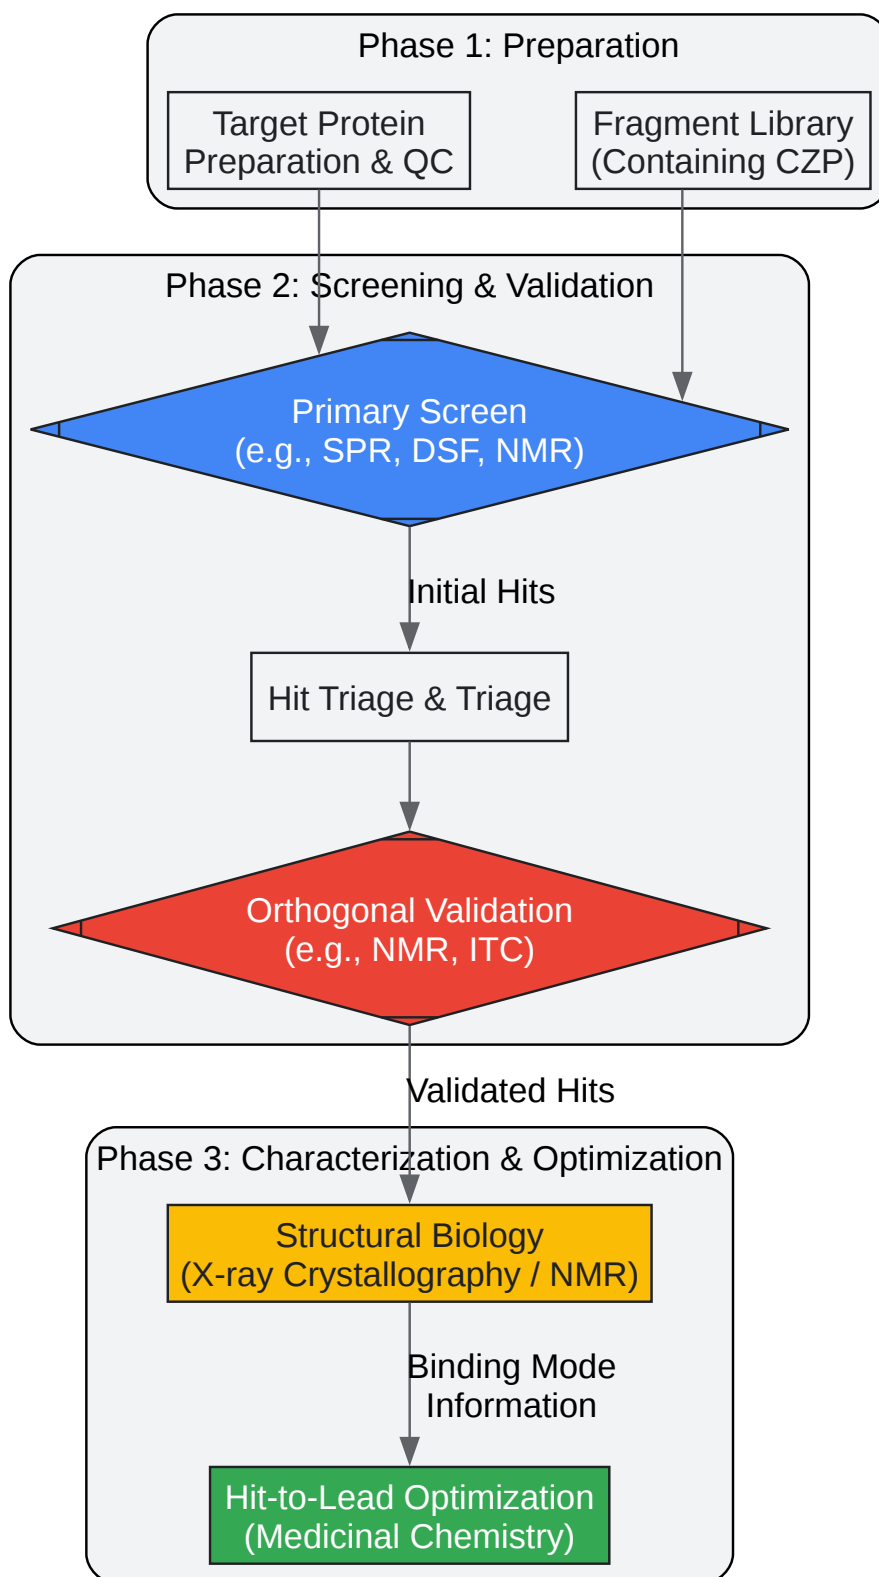 Phase 1: Preparation
Target Protein
Preparation & QC
Fragment Library
(Containing CZP)
Phase 2: Screening & Validation
Primary Screen
(e.g., SPR, DSF, NMR)
Initial Hits
Hit Triage & Triage
Orthogonal Validation
(e.g., NMR, ITC)
Validated Hits
Phase 3: Characterization & Optimization
Structural Biology
(X-ray Crystallography / NMR)
Binding Mode
Information
Hit-to-Lead Optimization
(Medicinal Chemistry)